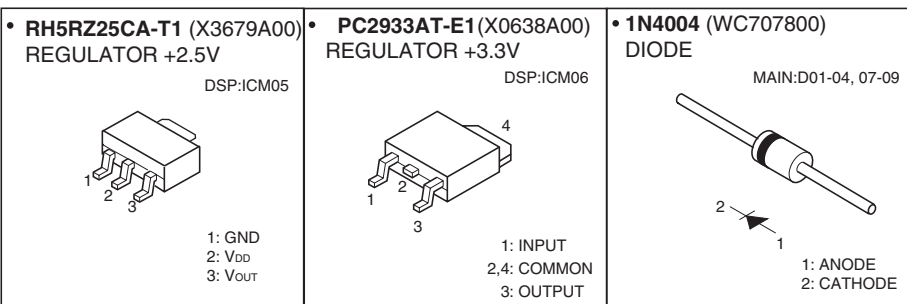 • RH5RZ25CA-T1 (X3679A00)
REGULATOR +2.5V
DSP:ICM05
1
2
3
1: GND
2: VDD
3: VOUT
• PC2933AT-E1(X0638A00)
REGULATOR +3.3V
DSP:ICM06
4
1
2
3
1: INPUT
2,4: COMMON
3: OUTPUT
• 1N4004 (WC707800)
DIODE
MAIN:D01-04, 07-09
2
1
1: ANODE
2: CATHODE